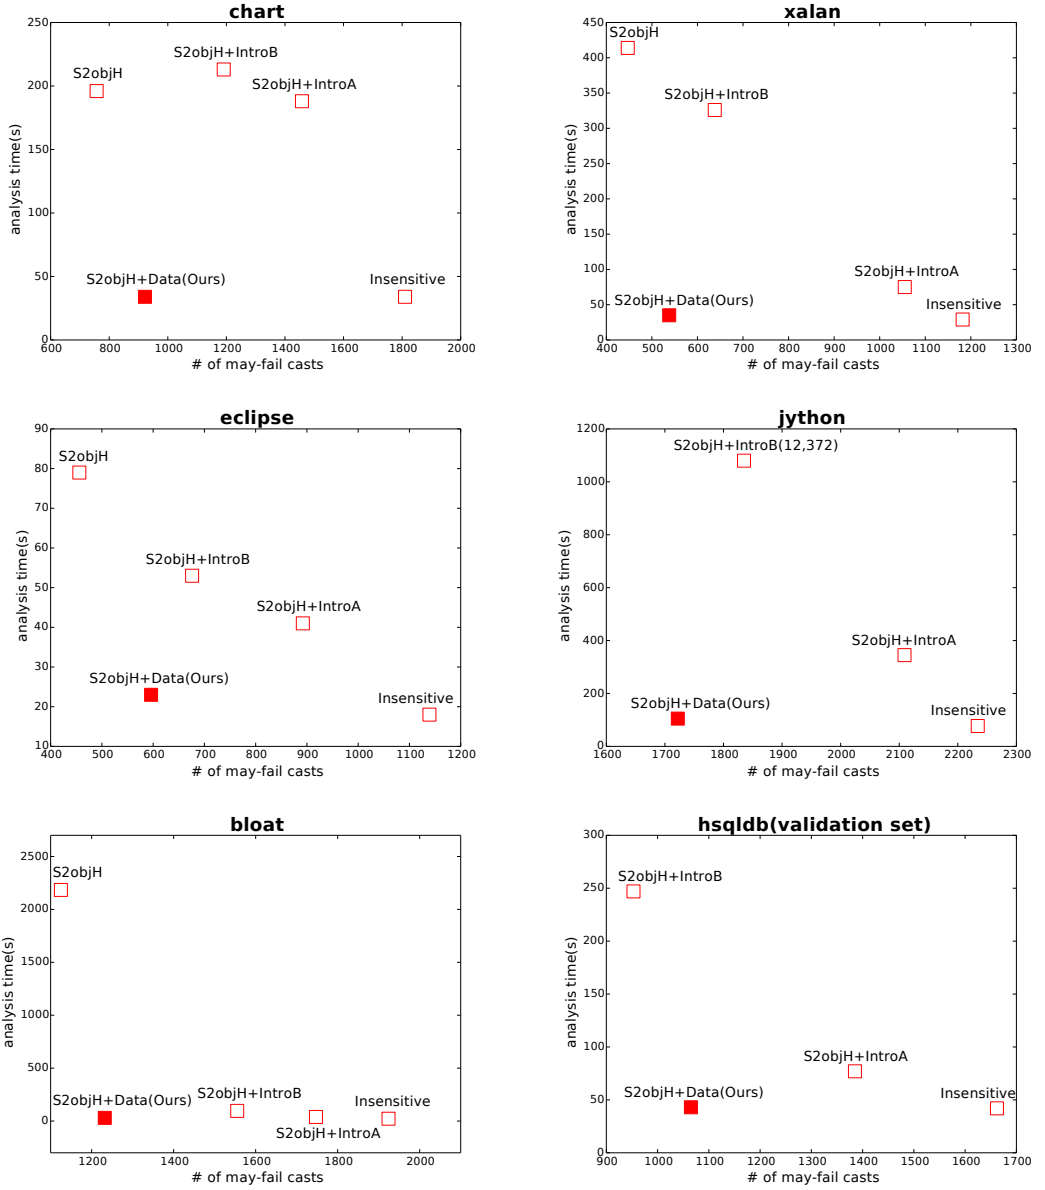 chart
250
200
150
100
50
0
analysis time(s)
S2objH+IntroB
S2objH
S2objH+IntroA
S2objH+Data(Ours)
Insensitive
600 800 1000 1200 1400 1600 1800 2000
# of may-fail casts
xalan
450
400
350
300
250
200
150
100
50
0
analysis time(s)
S2objH
S2objH+IntroB
S2objH+IntroA
S2objH+Data(Ours)
Insensitive
400 500 600 700 800 900 1000 1100 1200 1300
# of may-fail casts
eclipse
90
80
70
60
50
40
30
20
10
analysis time(s)
S2objH
S2objH+IntroB
S2objH+IntroA
S2objH+Data(Ours)
Insensitive
400 500 600 700 800 900 1000 1100 1200
# of may-fail casts
jython
1200
1000
800
600
400
200
0
analysis time(s)
S2objH+IntroB(12,372)
S2objH+IntroA
S2objH+Data(Ours)
Insensitive
1600 1700 1800 1900 2000 2100 2200 2300
# of may-fail casts
bloat
2500
2000
1500
1000
500
0
analysis time(s)
S2objH
S2objH+Data(Ours)
S2objH+IntroB
S2objH+IntroA
Insensitive
1200 1400 1600 1800 2000
# of may-fail casts
hsqldb(validation set)
300
250
200
150
100
50
0
analysis time(s)
S2objH+IntroB
S2objH+IntroA
S2objH+Data(Ours)
Insensitive
900 1000 1100 1200 1300 1400 1500 1600 1700
# of may-fail casts